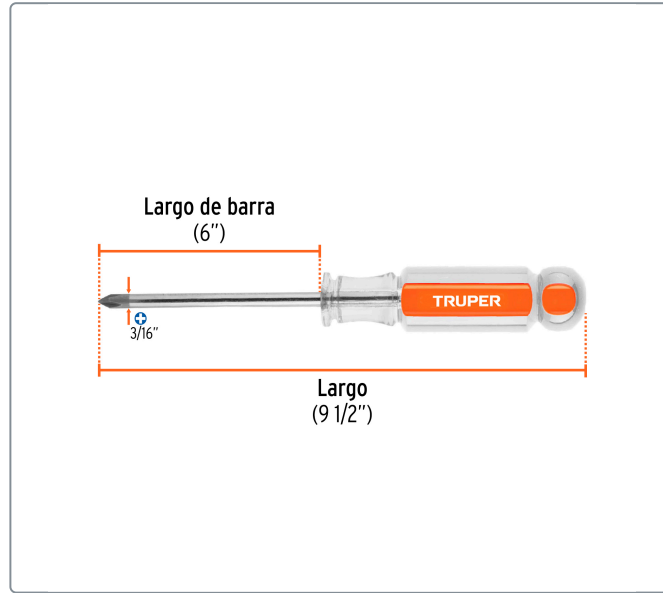 Largo de barra
(6”)
TRUPER
3/16”
Largo
(9 1/2”)